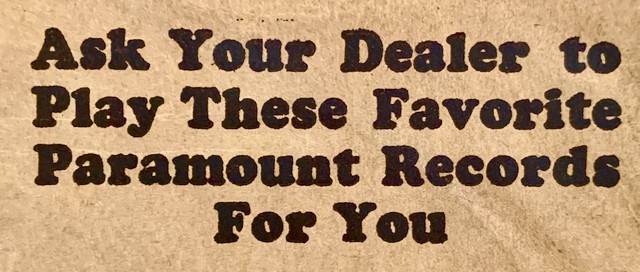 Ask Your Dealer to
Play These Favorite
Paramount Records
For You